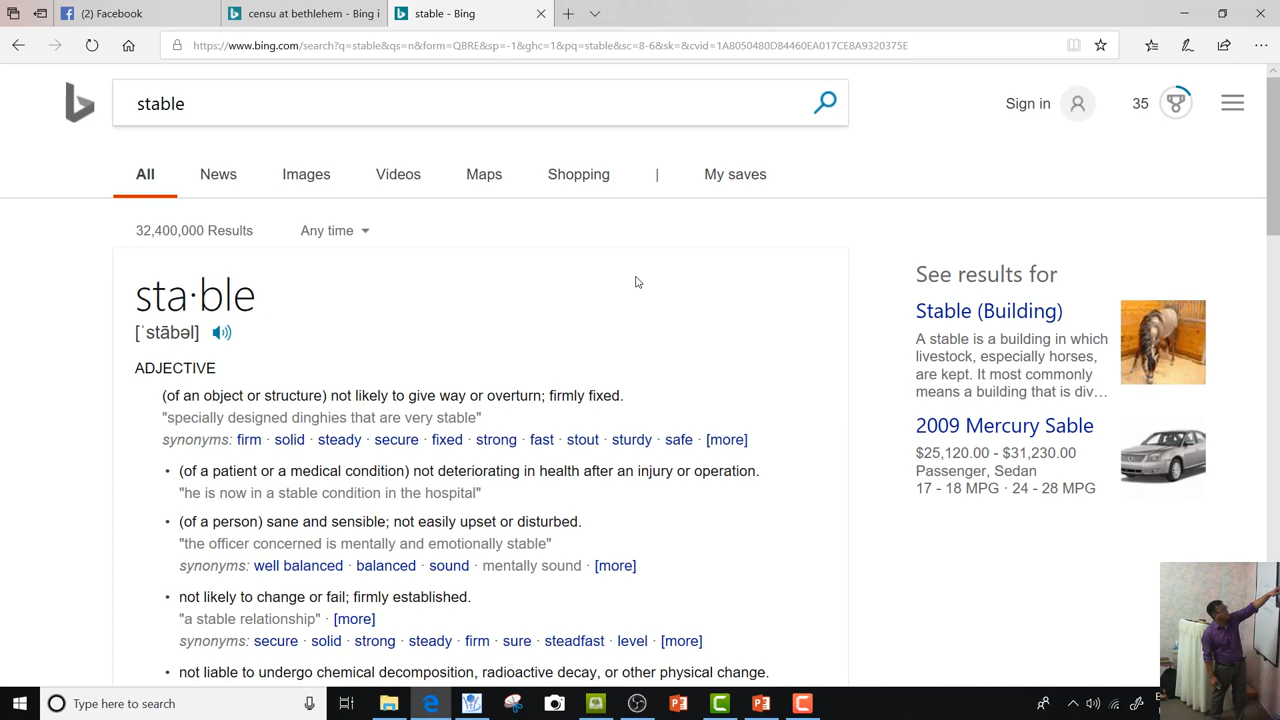 (2) Facebook
censu at bethlehem - Bing i
stable - Bing
https://www.bing.com/search?q=stable&qs=n&form=QBRE&sp=-1&ghc=1&pq=stable&sc=8-6&sk=&cvid=1A8050480D84460EA017CE8A9320375E
stable
Sign in
35
All News Images Videos Maps Shopping | My saves
32,400,000 Results Any time
sta·ble
[ˈstābəl]
ADJECTIVE
(of an object or structure) not likely to give way or overturn; firmly fixed.
"specially designed dinghies that are very stable"
synonyms: firm · solid · steady · secure · fixed · strong · fast · stout · sturdy · safe · [more]
• (of a patient or a medical condition) not deteriorating in health after an injury or operation.
"he is now in a stable condition in the hospital"
• (of a person) sane and sensible; not easily upset or disturbed.
"the officer concerned is mentally and emotionally stable"
synonyms: well balanced · balanced · sound · mentally sound · [more]
• not likely to change or fail; firmly established.
"a stable relationship" · [more]
synonyms: secure · solid · strong · steady · firm · sure · steadfast · level · [more]
• not liable to undergo chemical decomposition, radioactive decay, or other physical change.
See results for
Stable (Building)
A stable is a building in which
livestock, especially horses,
are kept. It most commonly
means a building that is div…
2009 Mercury Sable
$25,120.00 - $31,230.00
Passenger, Sedan
17 - 18 MPG · 24 - 28 MPG
Type here to search